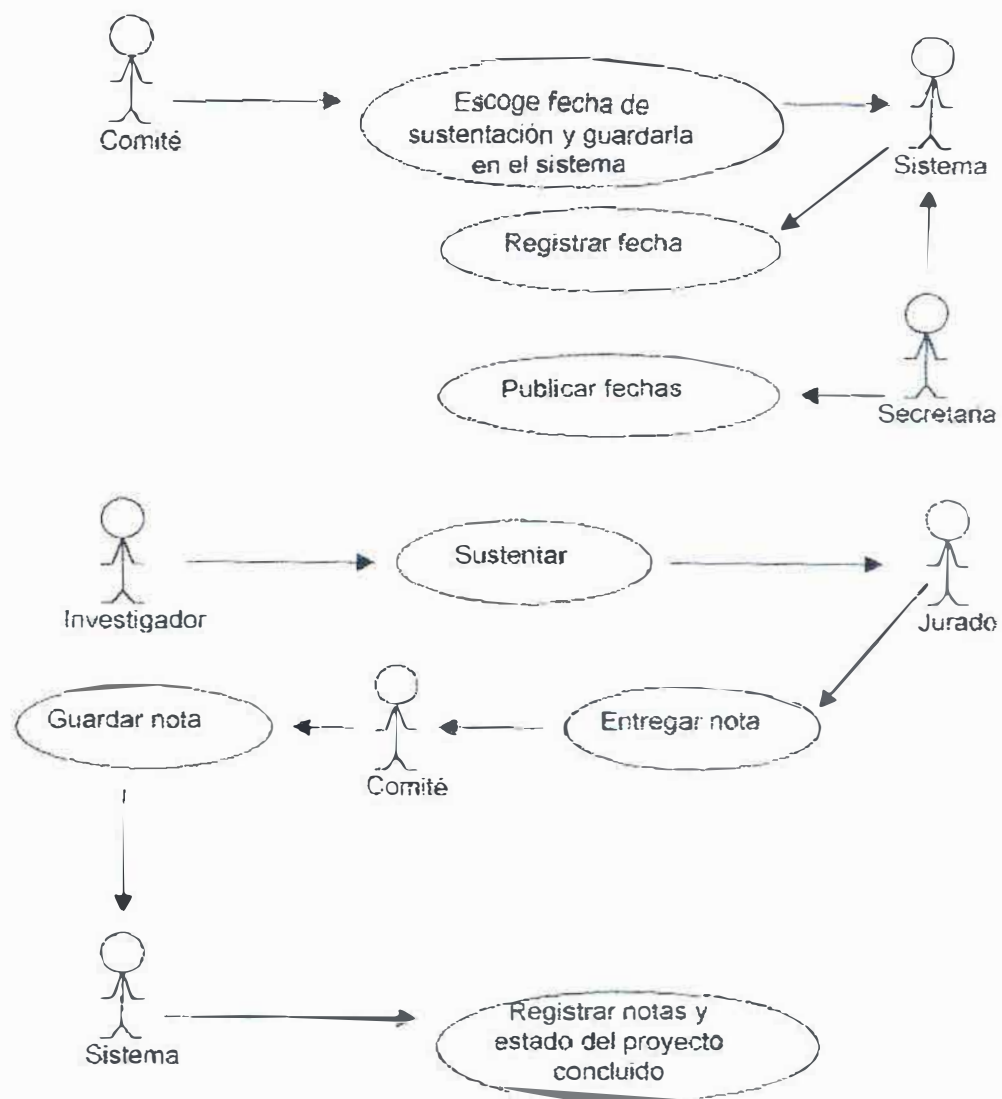 Comité
Escoge fecha de
sustentación y guardarla
en el sistema
Sistema
Registrar fecha
Publicar fechas
Secretaria
Investigador
Sustentar
Jurado
Guardar nota
Comité
Entregar nota
Sistema
Registrar notas y
estado del proyecto
concluido